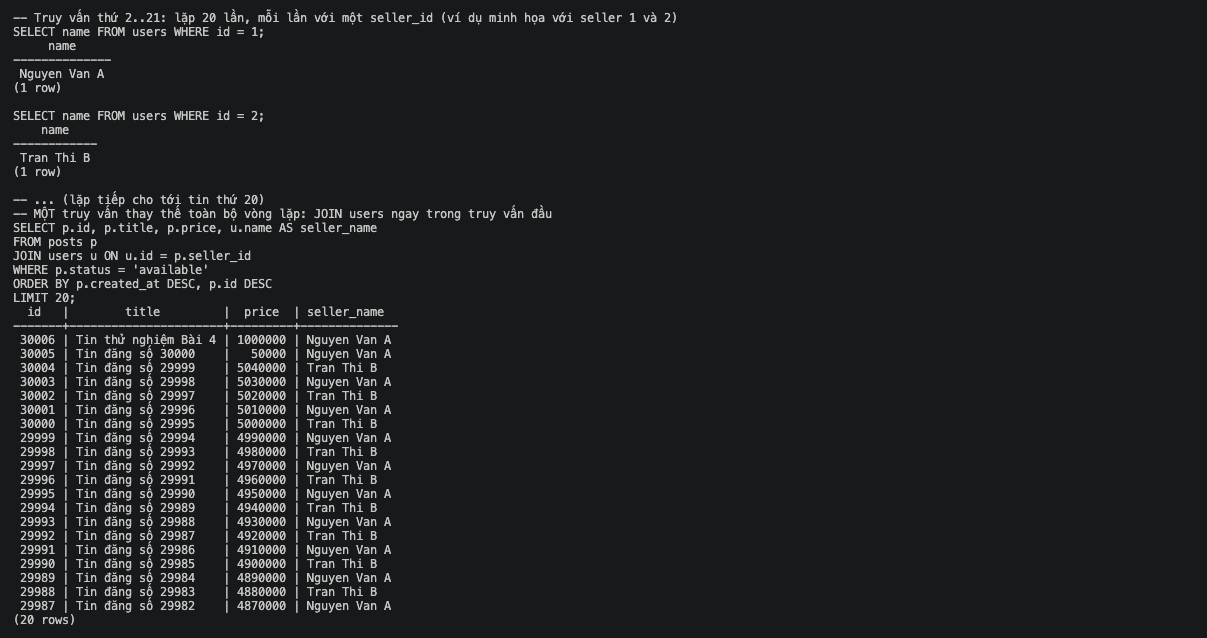 -- Truy vấn thứ 2..21: lặp 20 lần, mỗi lần với một seller_id (ví dụ minh họa với seller 1 và 2)
SELECT name FROM users WHERE id = 1;
     name
--------------
 Nguyen Van A
(1 row)

SELECT name FROM users WHERE id = 2;
    name
------------
 Tran Thi B
(1 row)

-- ... (lặp tiếp cho tới tin thứ 20)
-- MỘT truy vấn thay thế toàn bộ vòng lặp: JOIN users ngay trong truy vấn đầu
SELECT p.id, p.title, p.price, u.name AS seller_name
FROM posts p
JOIN users u ON u.id = p.seller_id
WHERE p.status = 'available'
ORDER BY p.created_at DESC, p.id DESC
LIMIT 20;
  id   |        title         |  price  | seller_name
-------+----------------------+---------+--------------
 30006 | Tin thử nghiệm Bài 4 | 1000000 | Nguyen Van A
 30005 | Tin đăng số 30000    |   50000 | Nguyen Van A
 30004 | Tin đăng số 29999    | 5040000 | Tran Thi B
 30003 | Tin đăng số 29998    | 5030000 | Nguyen Van A
 30002 | Tin đăng số 29997    | 5020000 | Tran Thi B
 30001 | Tin đăng số 29996    | 5010000 | Nguyen Van A
 30000 | Tin đăng số 29995    | 5000000 | Tran Thi B
 29999 | Tin đăng số 29994    | 4990000 | Nguyen Van A
 29998 | Tin đăng số 29993    | 4980000 | Tran Thi B
 29997 | Tin đăng số 29992    | 4970000 | Nguyen Van A
 29996 | Tin đăng số 29991    | 4960000 | Tran Thi B
 29995 | Tin đăng số 29990    | 4950000 | Nguyen Van A
 29994 | Tin đăng số 29989    | 4940000 | Tran Thi B
 29993 | Tin đăng số 29988    | 4930000 | Nguyen Van A
 29992 | Tin đăng số 29987    | 4920000 | Tran Thi B
 29991 | Tin đăng số 29986    | 4910000 | Nguyen Van A
 29990 | Tin đăng số 29985    | 4900000 | Tran Thi B
 29989 | Tin đăng số 29984    | 4890000 | Nguyen Van A
 29988 | Tin đăng số 29983    | 4880000 | Tran Thi B
 29987 | Tin đăng số 29982    | 4870000 | Nguyen Van A
(20 rows)